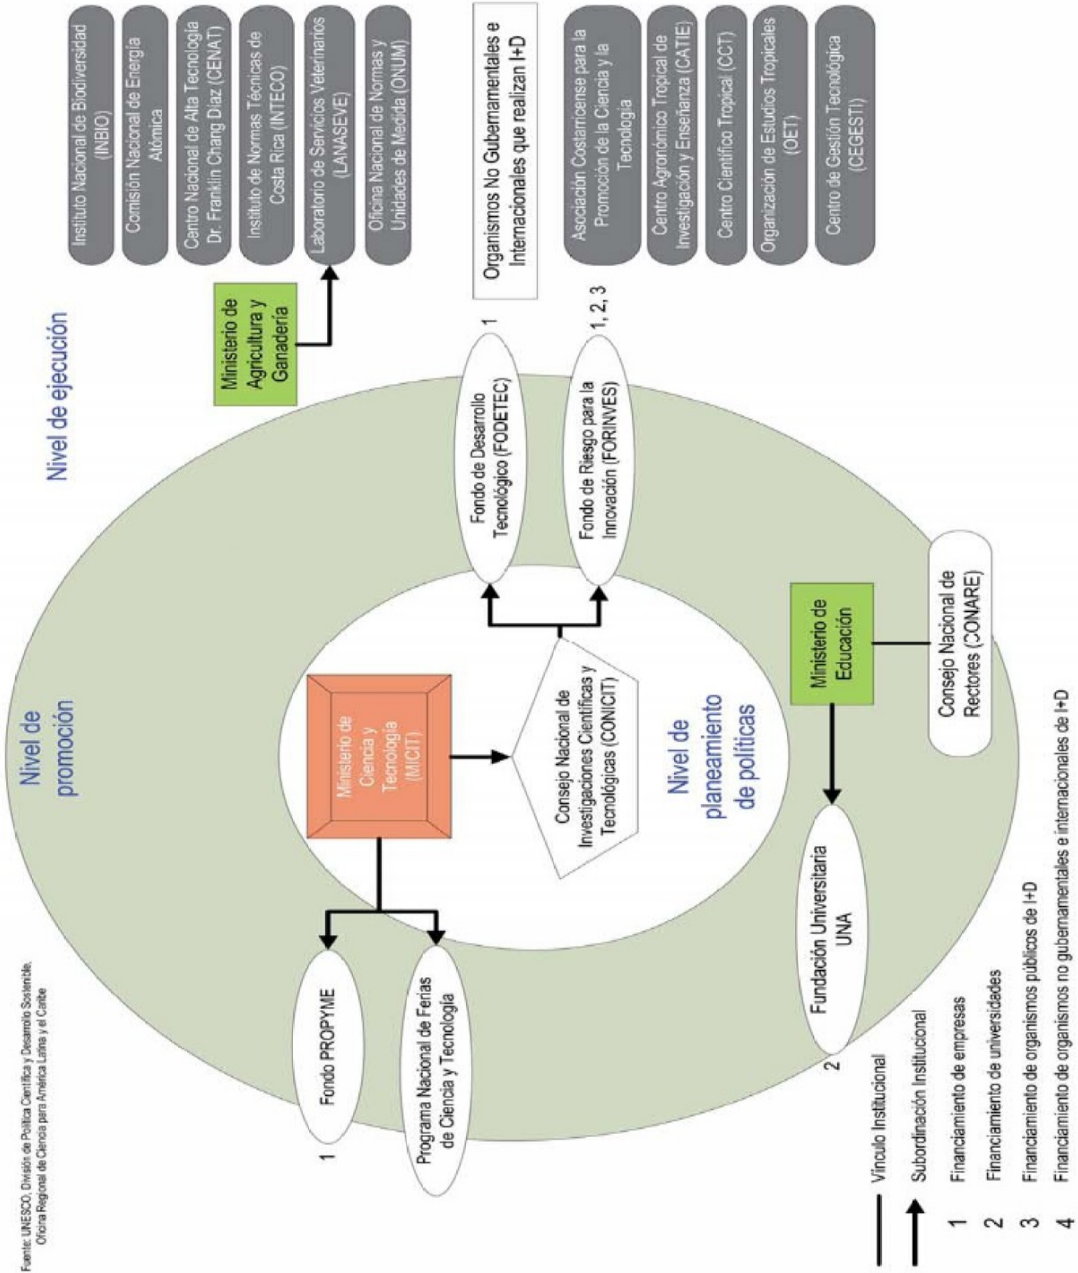 Fuente: UNESCO, División de Política Científica y Desarrollo Sostenible,
Oficina Regional de Ciencia para América Latina y el Caribe
Nivel de
promoción
Nivel de ejecución
Instituto Nacional de Biodiversidad
(INBIO)
Comisión Nacional de Energía
Atómica
Centro Nacional de Alta Tecnología
Dr. Franklin Chang Díaz (CENAT)
Instituto de Normas Técnicas de
Costa Rica (INTECO)
Laboratorio de Servicios Veterinarios
(LANASEVE)
Oficina Nacional de Normas y
Unidades de Medida (ONUM)
Ministerio de
Agricultura y
Ganadería
Organismos No Gubernamentales e
Internacionales que realizan I+D
Asociación Costarricense para la
Promoción de la Ciencia y la
Tecnología
Centro Agronómico Tropical de
Investigación y Enseñanza (CATIE)
Centro Científico Tropical (CCT)
Organización de Estudios Tropicales
(OET)
Centro de Gestión Tecnológica
(CEGESTI)
Ministerio de
Ciencia y
Tecnología
(MICIT)
1
Fondo PROPYME
Programa Nacional de Ferias
de Ciencia y Tecnología
Fondo de Desarrollo
Tecnológico (FODETEC)
1
Fondo de Riesgo para la
Innovación (FORINVES)
1, 2, 3
Consejo Nacional de
Investigaciones Científicas y
Tecnológicas (CONICIT)
Nivel de
planeamiento
de políticas
2
Fundación Universitaria
UNA
Ministerio de
Educación
Consejo Nacional de
Rectores (CONARE)
Vínculo Institucional
Subordinación Institucional
1 Financiamiento de empresas
2 Financiamiento de universidades
3 Financiamiento de organismos públicos de I+D
4 Financiamiento de organismos no gubernamentales e internacionales de I+D